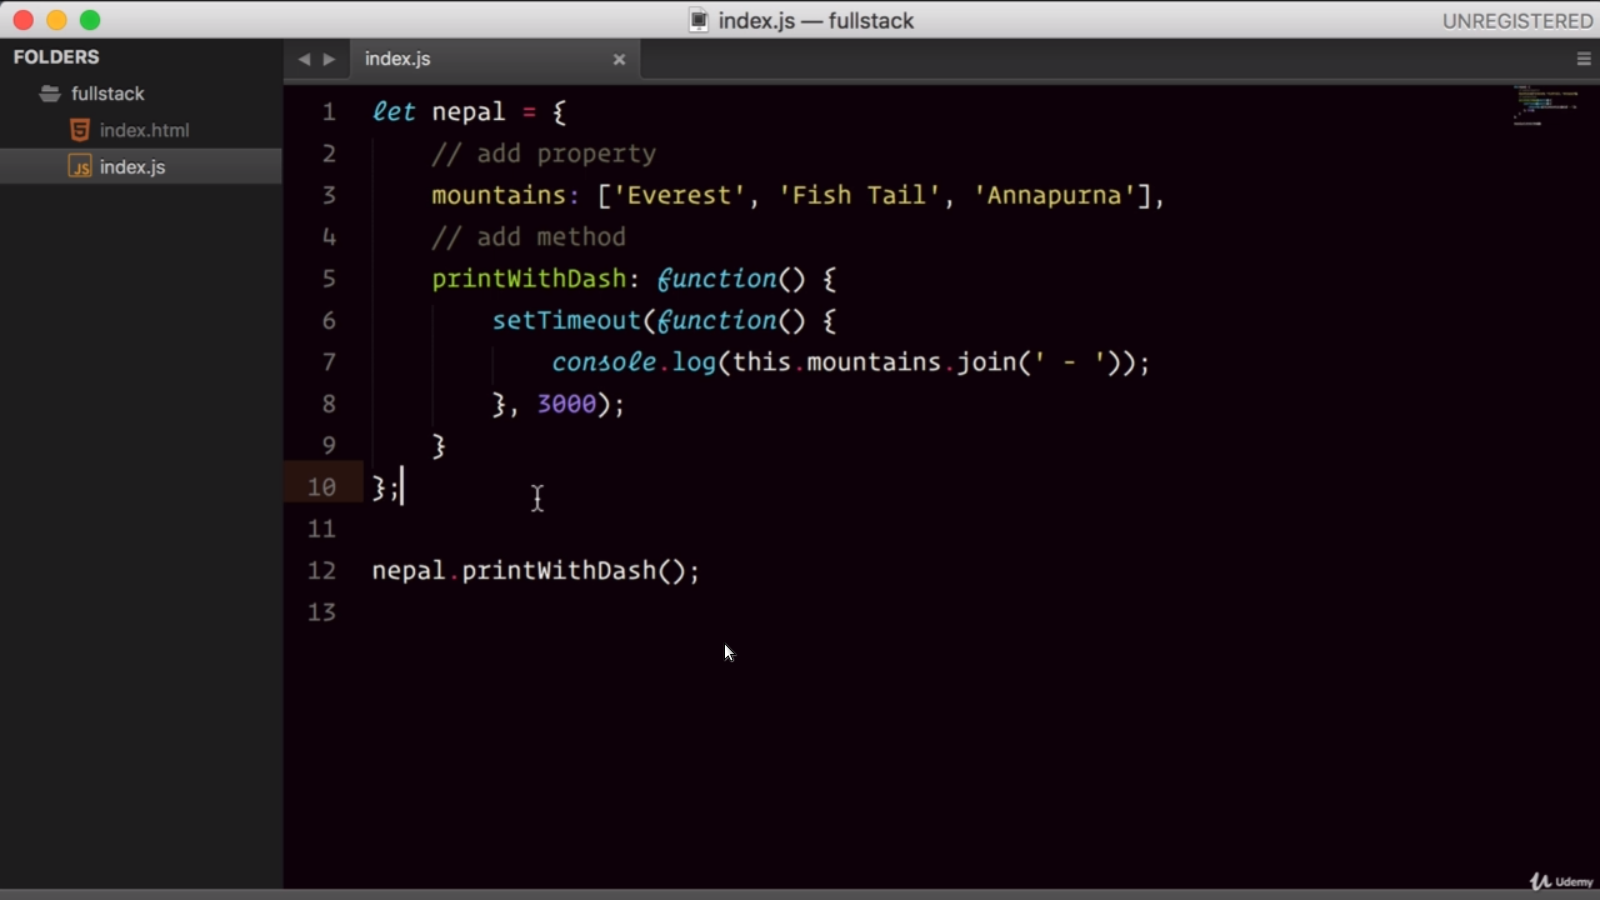 index.js — fullstack
UNREGISTERED
FOLDERS
fullstack
index.html
index.js
index.js
1 let nepal = {
2 // add property
3 mountains: ['Everest', 'Fish Tail', 'Annapurna'],
4 // add method
5 printWithDash: function() {
6 setTimeout(function() {
7 console.log(this.mountains.join(' - '));
8 }, 3000);
9 }
10 };
11
12 nepal.printWithDash();
13
Udemy